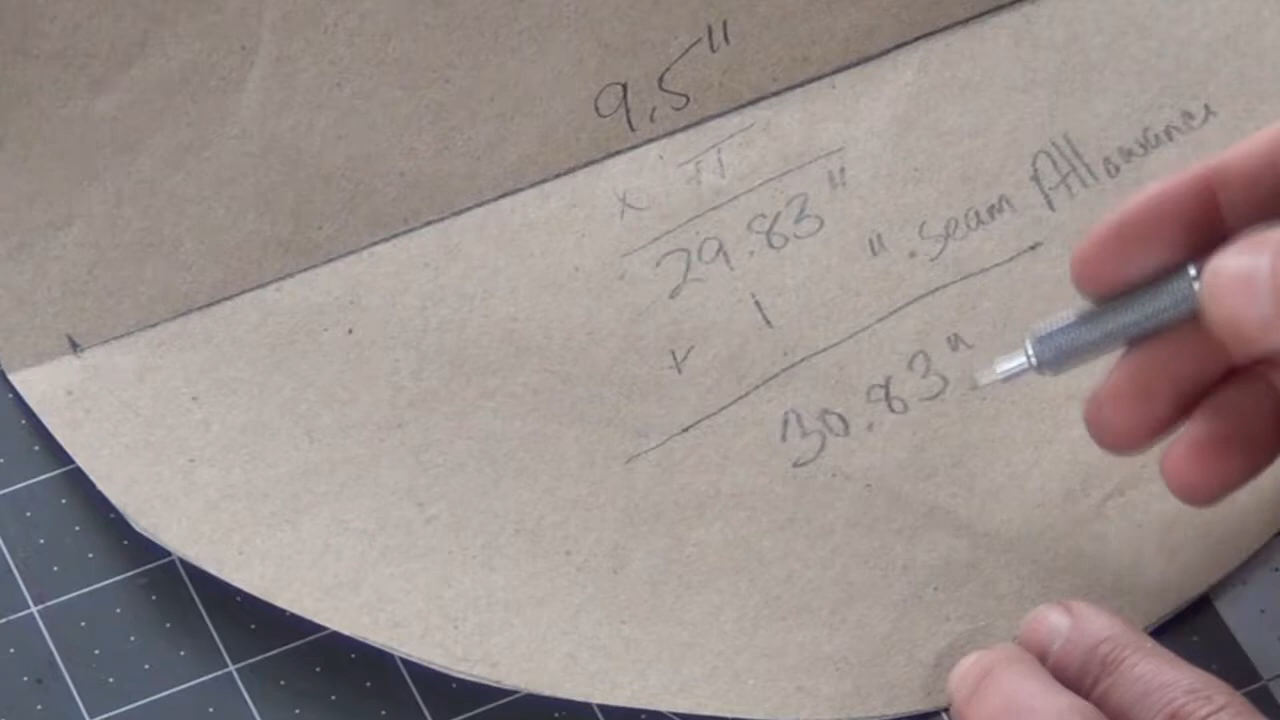 9.5"
x π
29.83"
+ 1 " Seam Allowance
30.83"